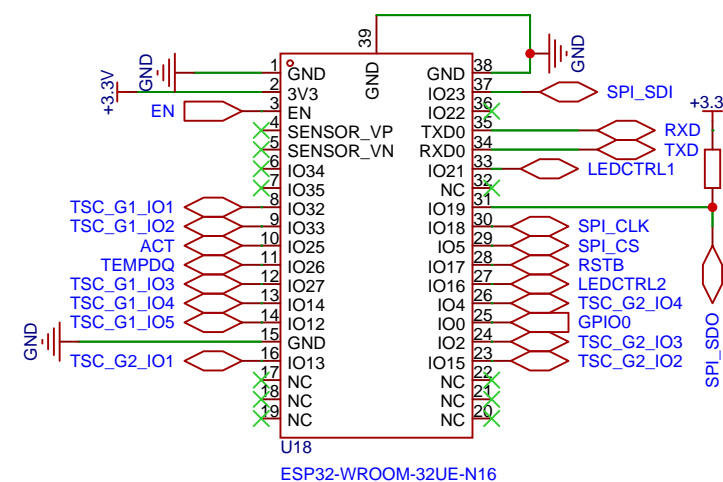 39
GND
GND
GND 1 GND GND 38
+3.3V 2 3V3 IO23 37 SPI_SDI
EN 3 EN IO22 36
+3.3
4 SENSOR_VP TXD0 35 RXD
5 SENSOR_VN RXD0 34 TXD
6 IO34 IO21 33 LEDCTRL1
7 IO35 NC 32
TSC_G1_IO1 8 IO32 IO19 31
TSC_G1_IO2 9 IO33 IO18 30 SPI_CLK
ACT 10 IO25 IO5 29 SPI_CS
TEMPDQ 11 IO26 IO17 28 RSTB
TSC_G1_IO3 12 IO27 IO16 27 LEDCTRL2
TSC_G1_IO4 13 IO14 IO4 26 TSC_G2_IO4
TSC_G1_IO5 14 IO12 IO0 25 GPIO0
GND 15 GND IO2 24 TSC_G2_IO3
TSC_G2_IO1 16 IO13 IO15 23 TSC_G2_IO2
17 NC NC 22
18 NC NC 21
19 NC NC 20
SPI_SDO
U18
ESP32-WROOM-32UE-N16